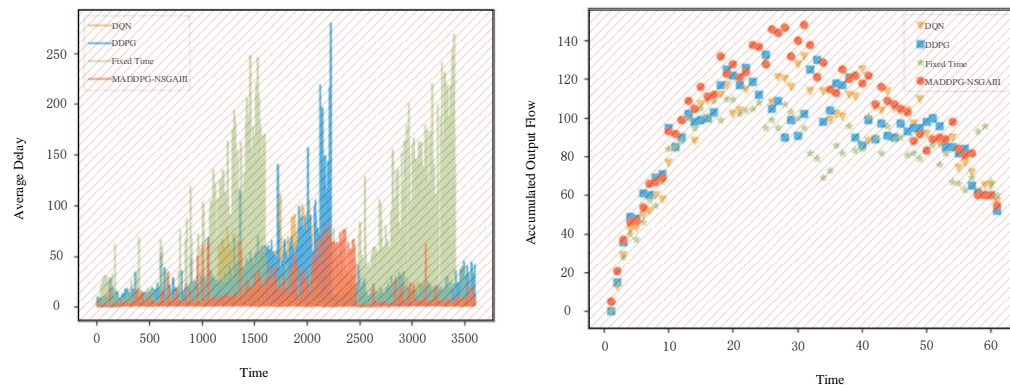 DQN
DDPG
Fixed Time
MADDPG-NSGAIII
250
200
150
100
50
0
0 500 1000 1500 2000 2500 3000 3500
Average Delay
Time
DQN
DDPG
Fixed Time
MADDPG-NSGAIII
140
120
100
80
60
40
20
0
0 10 20 30 40 50 60
Accumulated Output Flow
Time